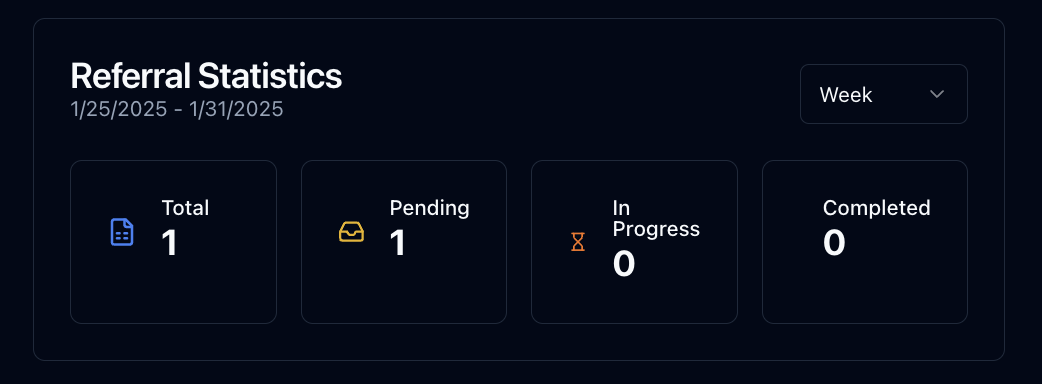 Referral Statistics
1/25/2025 - 1/31/2025
Week
Total
1
Pending
1
In
Progress
0
Completed
0